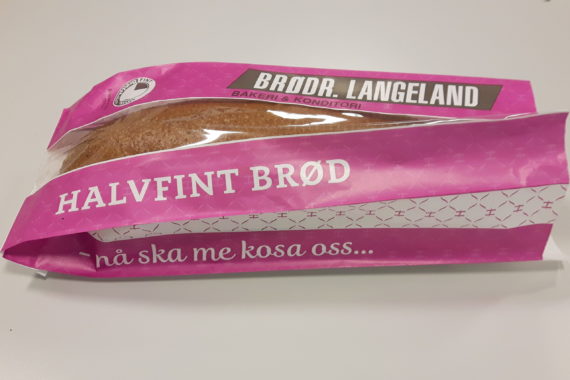 BRØDR. LANGELAND
BAKERI & KONDITORI
HALVFINT BRØD
-nå ska me kosa oss...